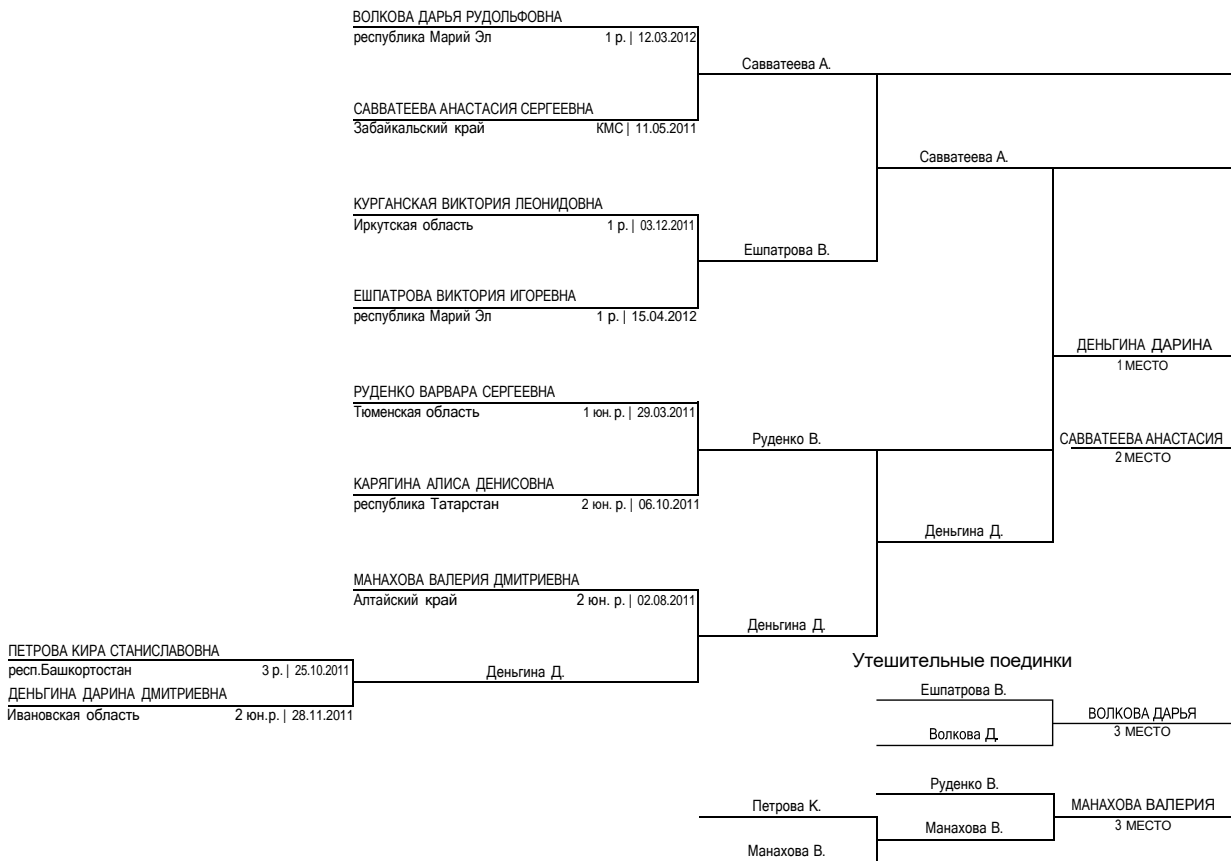 ВОЛКОВА ДАРЬЯ РУДОЛЬФОВНА
республика Марий Эл 1 р. | 12.03.2012
Савватеева А.
САВВАТЕЕВА АНАСТАСИЯ СЕРГЕЕВНА
Забайкальский край КМС | 11.05.2011
Савватеева А.
КУРГАНСКАЯ ВИКТОРИЯ ЛЕОНИДОВНА
Иркутская область 1 р. | 03.12.2011
Ешпатрова В.
ЕШПАТРОВА ВИКТОРИЯ ИГОРЕВНА
республика Марий Эл 1 р. | 15.04.2012
ДЕНЬГИНА ДАРИНА
1 МЕСТО
РУДЕНКО ВАРВАРА СЕРГЕЕВНА
Тюменская область 1 юн. р. | 29.03.2011
Руденко В.
САВВАТЕЕВА АНАСТАСИЯ
2 МЕСТО
КАРЯГИНА АЛИСА ДЕНИСОВНА
республика Татарстан 2 юн. р. | 06.10.2011
Деньгина Д.
МАНАХОВА ВАЛЕРИЯ ДМИТРИЕВНА
Алтайский край 2 юн. р. | 02.08.2011
Деньгина Д.
ПЕТРОВА КИРА СТАНИСЛАВОВНА
респ.Башкортостан 3 р. | 25.10.2011
Деньгина Д.
ДЕНЬГИНА ДАРИНА ДМИТРИЕВНА
Ивановская область 2 юн.р. | 28.11.2011
Утешительные поединки
Ешпатрова В.
ВОЛКОВА ДАРЬЯ
3 МЕСТО
Волкова Д.
Руденко В.
Петрова К.
МАНАХОВА ВАЛЕРИЯ
3 МЕСТО
Манахова В.
Манахова В.